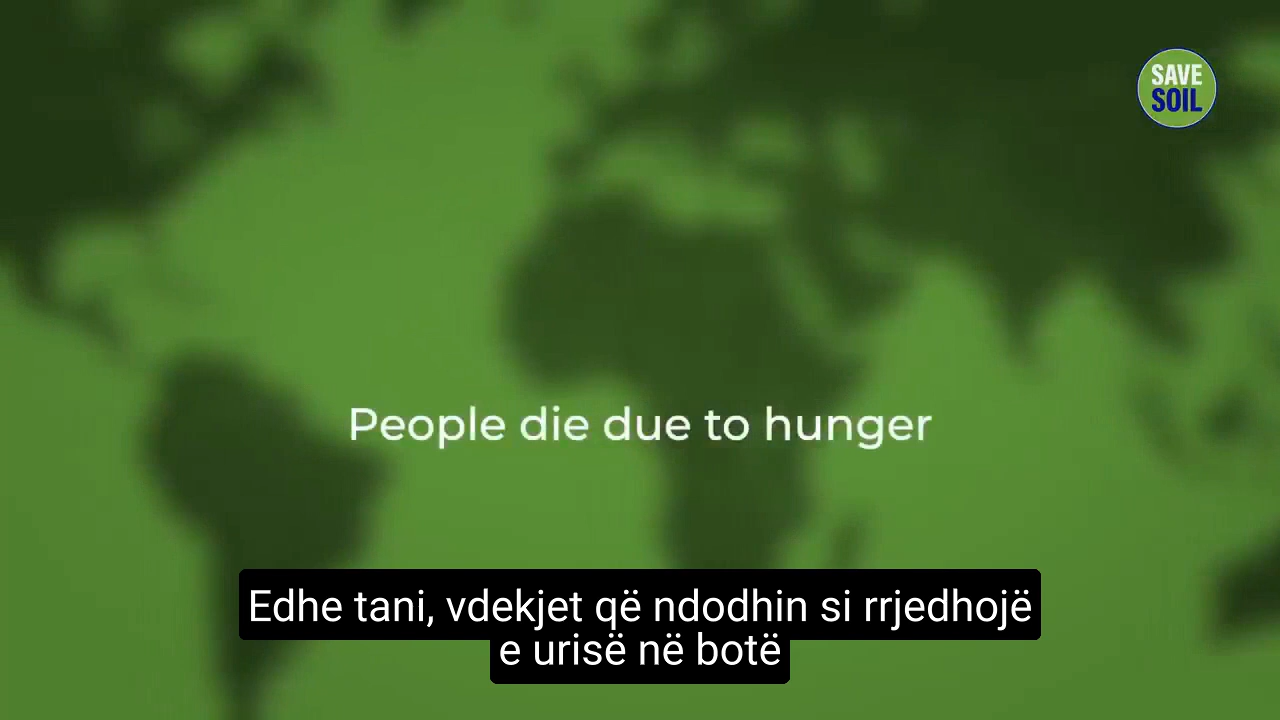 SAVE
SOIL
People die due to hunger
Edhe tani, vdekjet që ndodhin si rrjedhojë
e urisë në botë